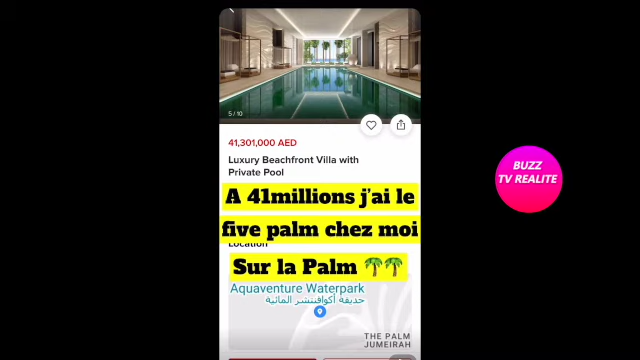 5 / 10
41,301,000 AED
Luxury Beachfront Villa with
Private Pool
A 41millions j'ai le
five palm chez moi
Location
Sur la Palm 🌴🌴
Aquaventure Waterpark
حديقة أكوافنتشر المائية
THE PALM
JUMEIRAH
BUZZ
TV REALITE